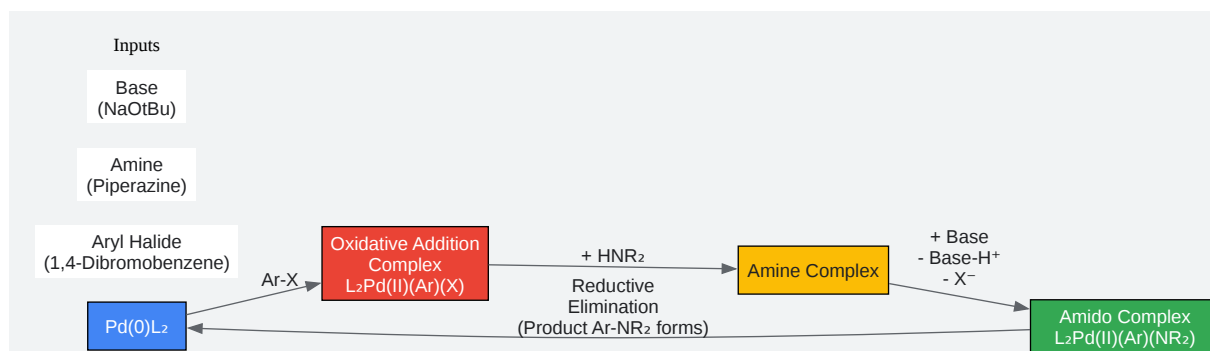 Inputs
Base
(NaOtBu)
Amine
(Piperazine)
Aryl Halide
(1,4-Dibromobenzene)
Pd(0)L₂
Ar-X
Oxidative Addition
Complex
L₂Pd(II)(Ar)(X)
+ HNR₂
Reductive
Elimination
(Product Ar-NR₂ forms)
Amine Complex
+ Base
- Base-H⁺
- X⁻
Amido Complex
L₂Pd(II)(Ar)(NR₂)